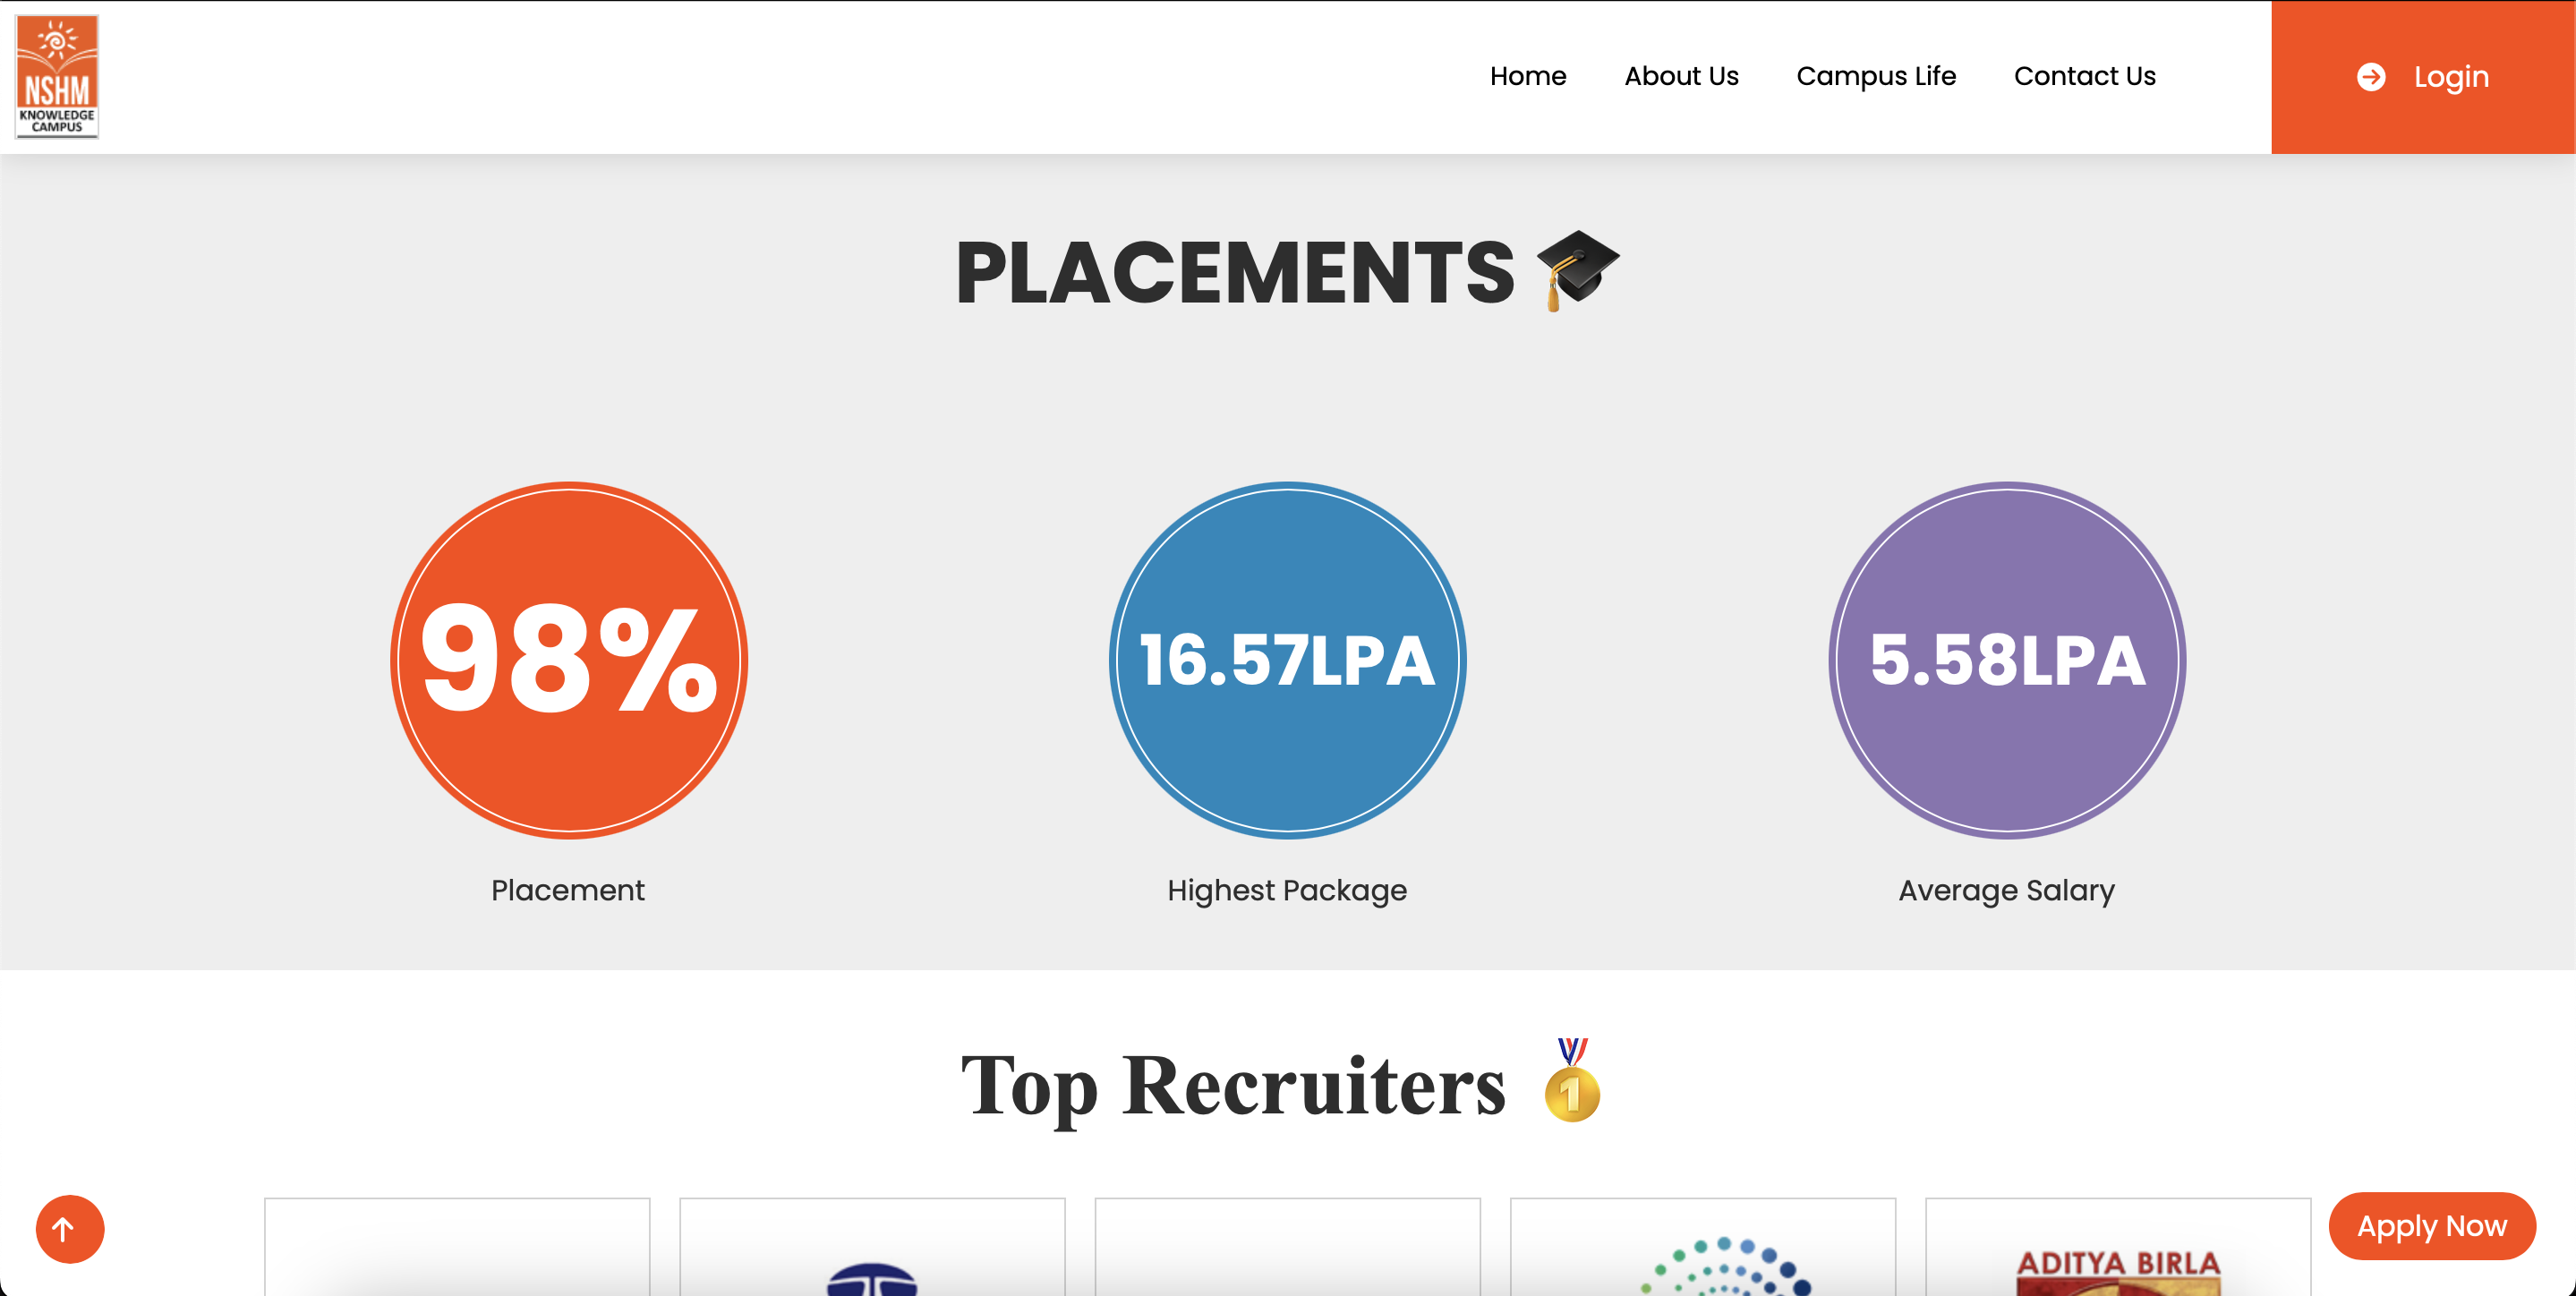 NSHM
KNOWLEDGE
CAMPUS
Home
About Us
Campus Life
Contact Us
Login
PLACEMENTS
98%
16.57LPA
5.58LPA
Placement
Highest Package
Average Salary
Top Recruiters
1
ADITYA BIRLA
Apply Now